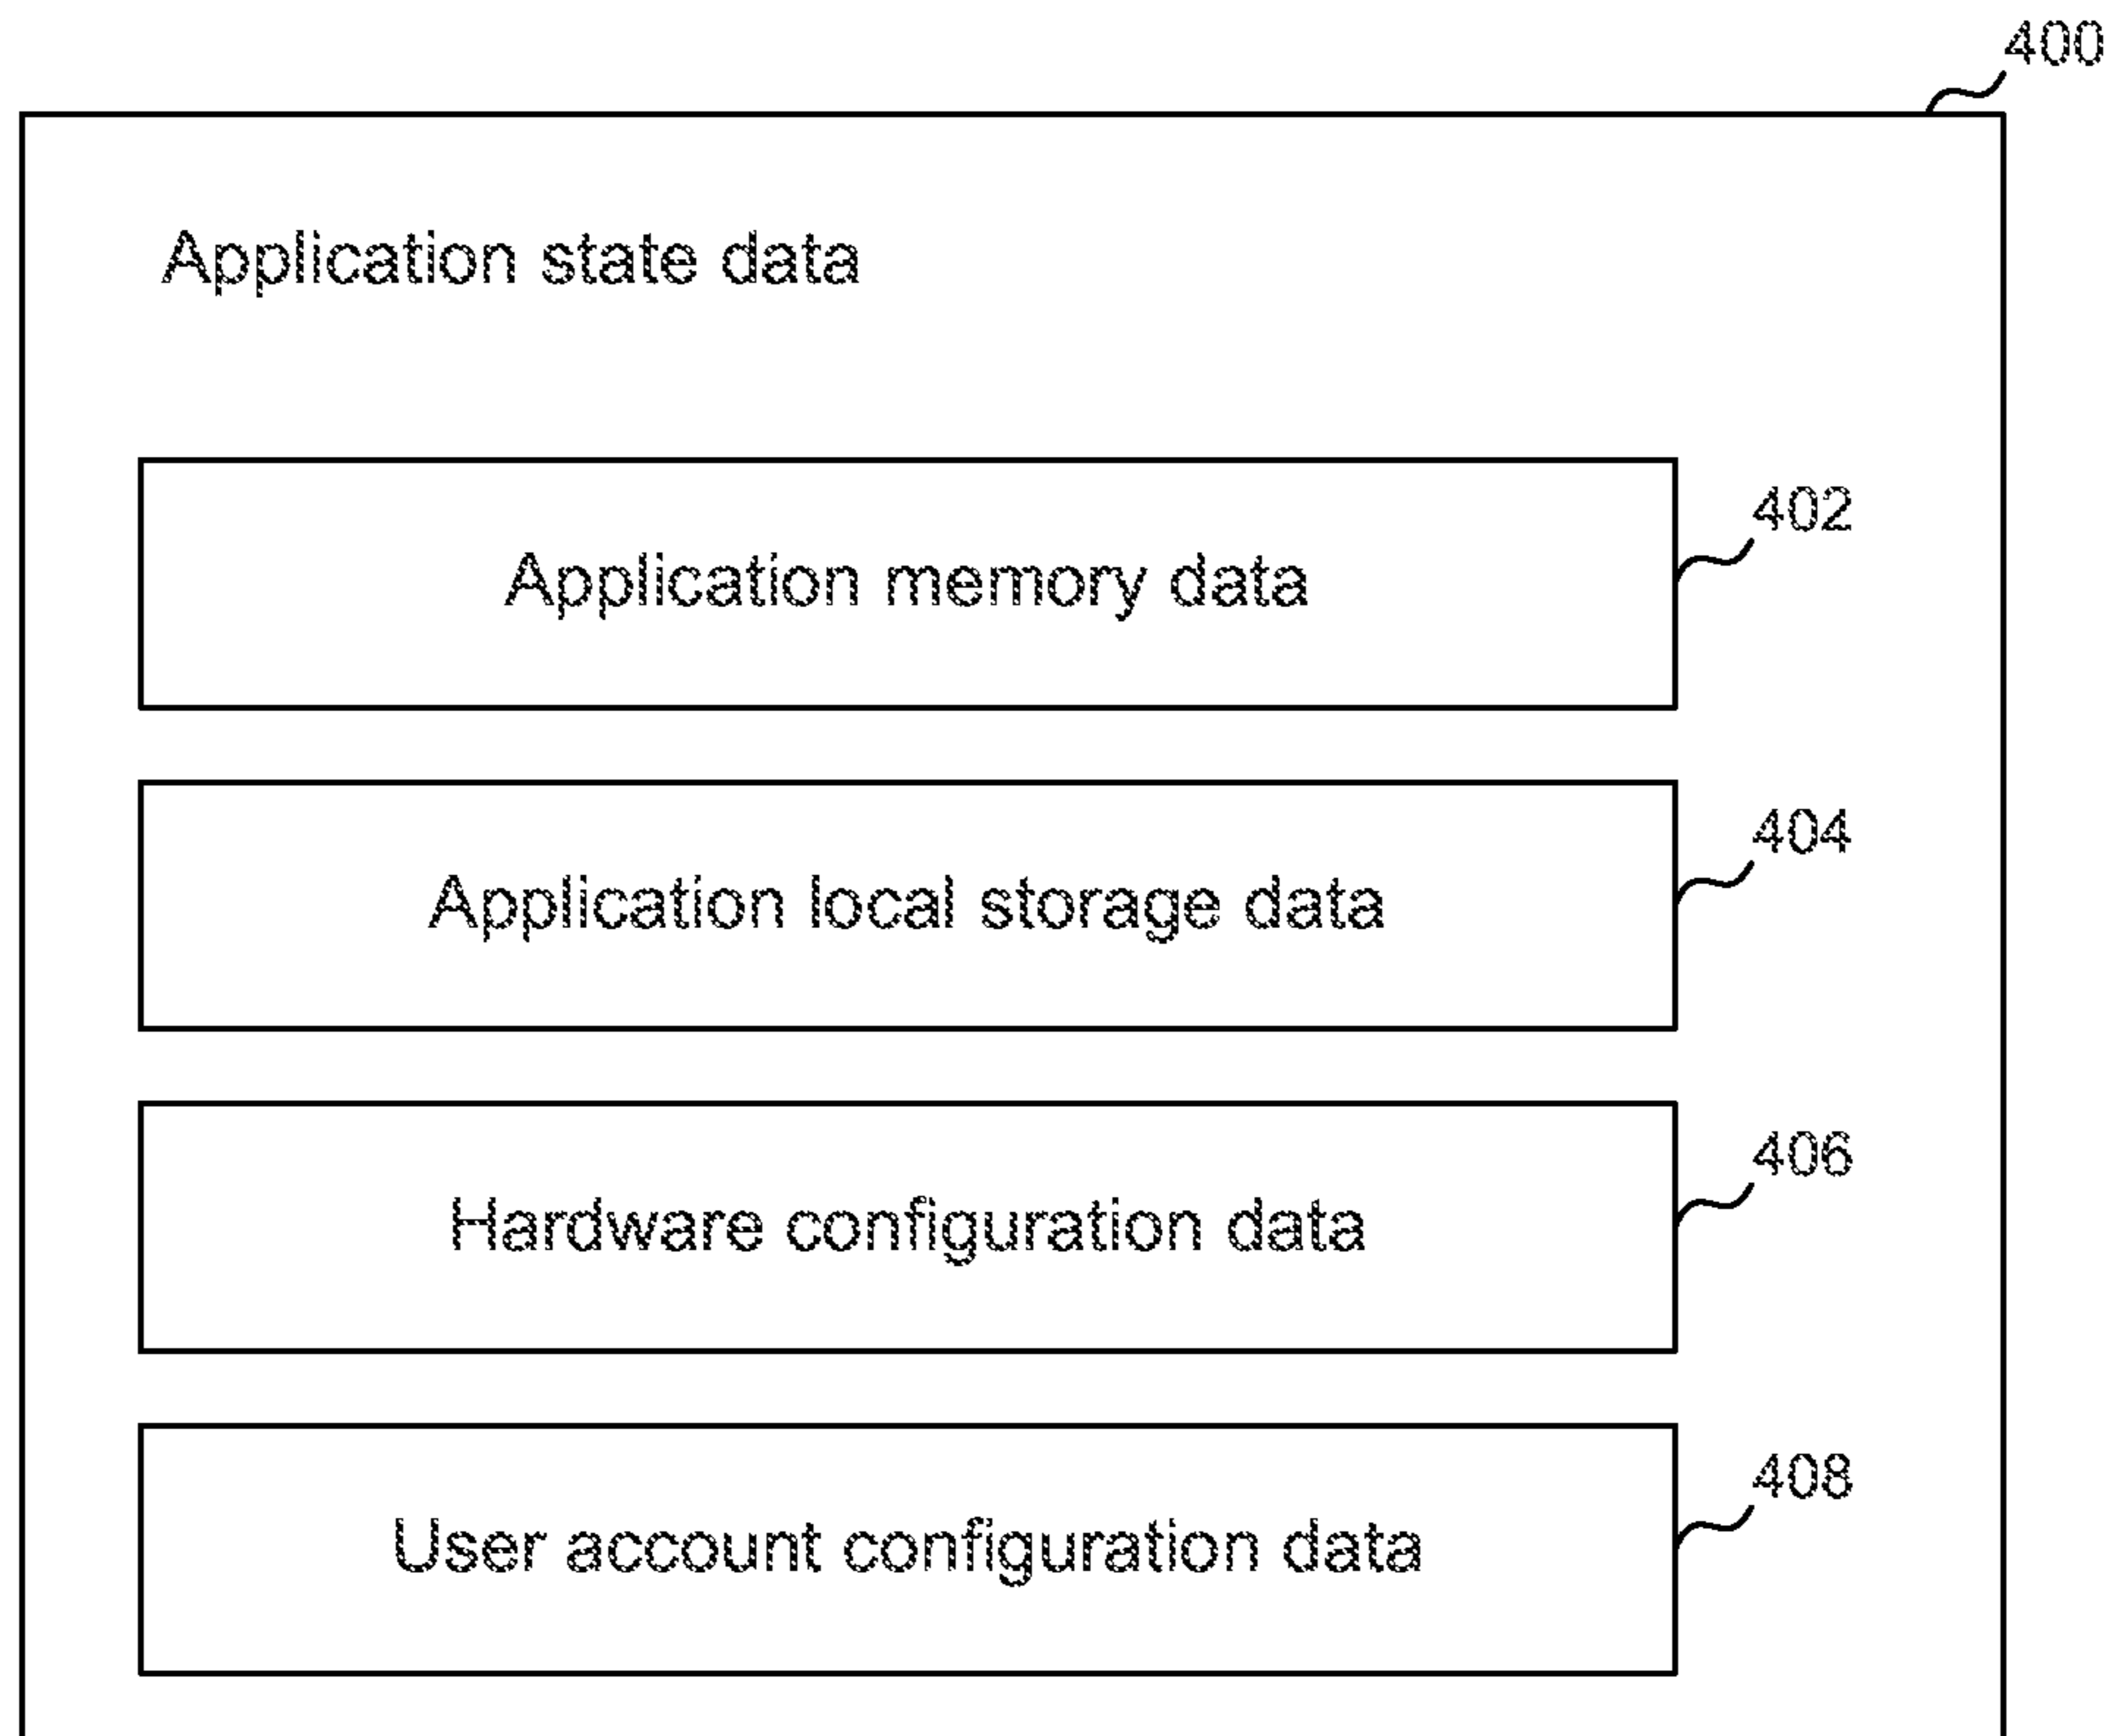 400
Application state data
402
Application memory data
404
Application local storage data
406
Hardware configuration data
408
User account configuration data